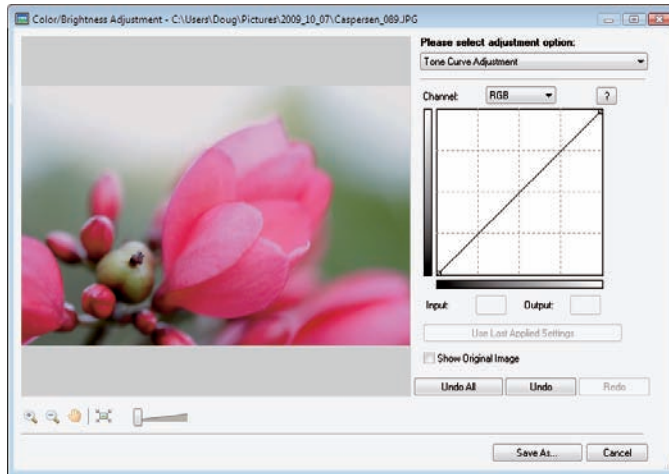 Color/Brightness Adjustment - C:\Users\Doug\Pictures\2009_10_07\Caspersen_089.JPG
Please select adjustment option:
Tone Curve Adjustment
Channel: RGB ?
Input: Output:
Use Last Applied Settings
Show Original Image
Undo All Undo Redo
Save As... Cancel